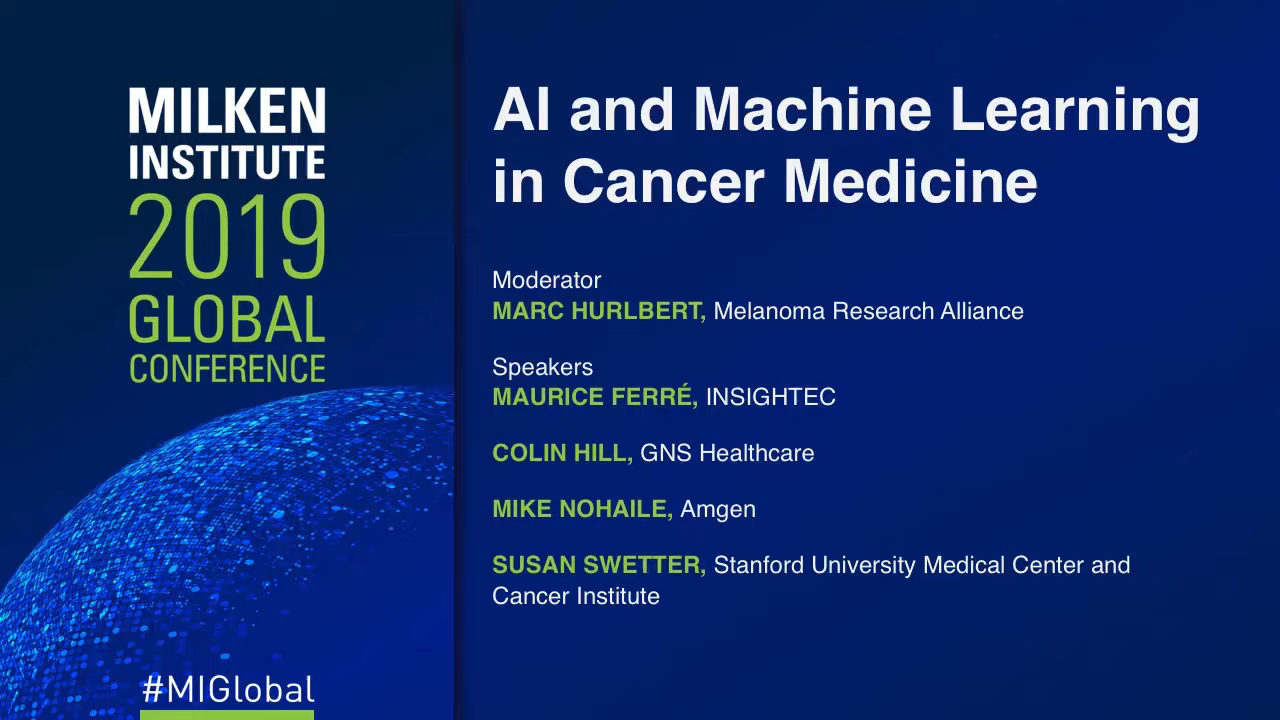 MILKEN
INSTITUTE
2019
GLOBAL
CONFERENCE
#MIGlobal
AI and Machine Learning
in Cancer Medicine
Moderator
MARC HURLBERT, Melanoma Research Alliance
Speakers
MAURICE FERRÉ, INSIGHTEC
COLIN HILL, GNS Healthcare
MIKE NOHAILE, Amgen
SUSAN SWETTER, Stanford University Medical Center and
Cancer Institute